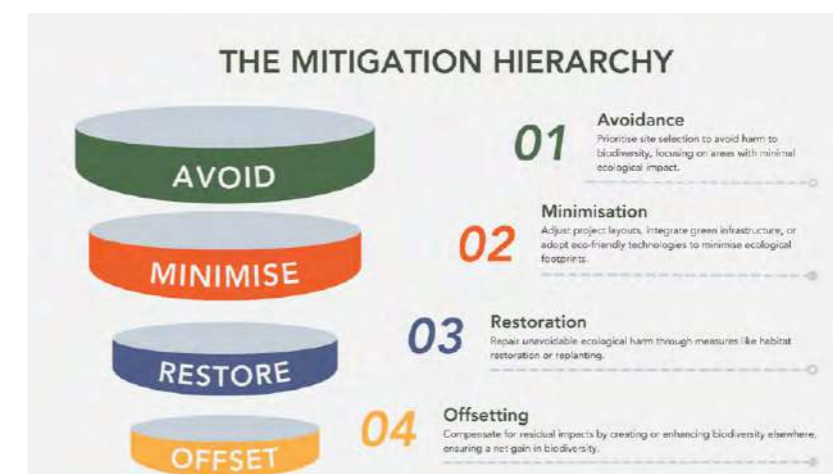 THE MITIGATION HIERARCHY
AVOID
01
Avoidance
Prioritise site selection to avoid harm to
biodiversity, focusing on areas with minimal
ecological impact.
MINIMISE
02
Minimisation
Adjust project layouts, integrate green infrastructure, or
adopt eco-friendly technologies to minimise ecological
footprints.
RESTORE
03
Restoration
Repair unavoidable ecological harm through measures like habitat
restoration or replanting.
OFFSET
04
Offsetting
Compensate for residual impacts by creating or enhancing biodiversity elsewhere,
ensuring a net gain in biodiversity.